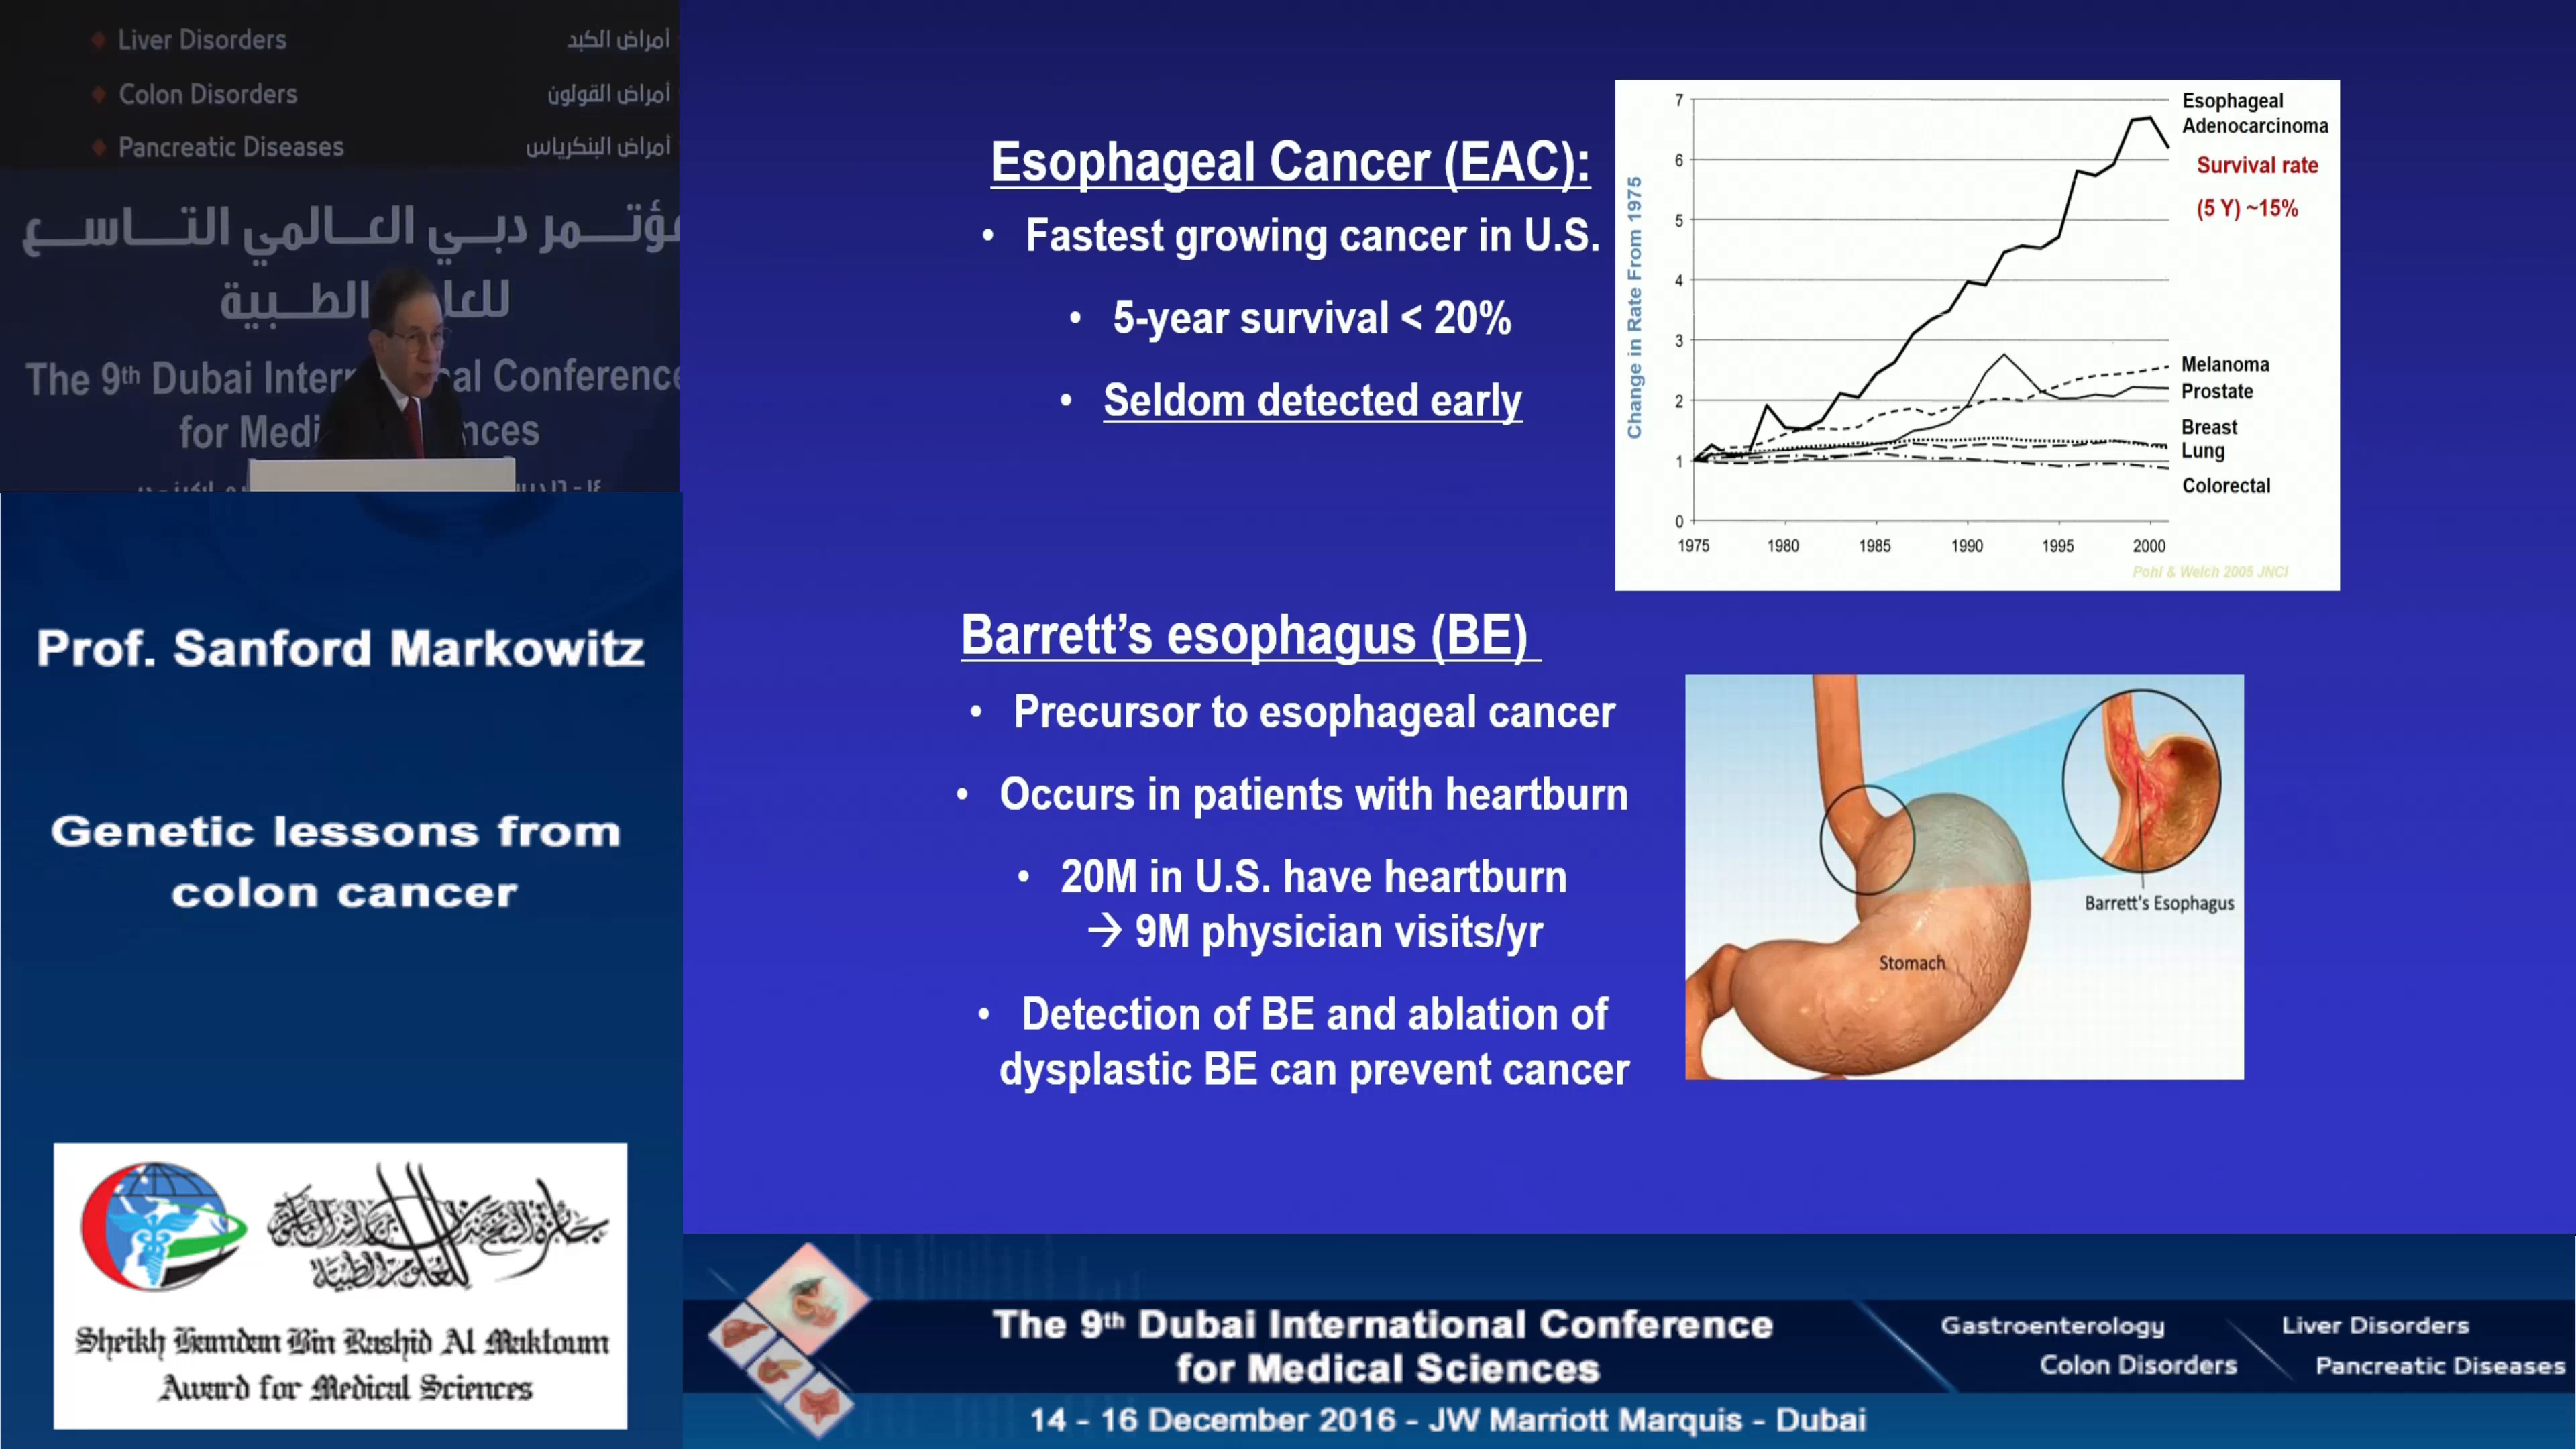 Liver Disorders
أمراض الكبد
Colon Disorders
أمراض القولون
Pancreatic Diseases
أمراض البنكرياس
دبـي العـالمي التـاسـع
الطـبية
The 9th Dubai
Conference
for
Prof. Sanford Markowitz
Genetic lessons from
colon cancer
Sheikh Hamdan Bin Rashid Al Maktoum
Award for Medical Sciences
Esophageal Cancer (EAC):
• Fastest growing cancer in U.S.
• 5-year survival < 20%
• Seldom detected early
Change in Rate From 1975
7
6
5
4
3
2
1
0
1975 1980 1985 1990 1995 2000
Esophageal
Adenocarcinoma
Survival rate
(5 Y) ~15%
Melanoma
Prostate
Breast
Lung
Colorectal
Pohl & Welch 2005 JNCI
Barrett’s esophagus (BE)
• Precursor to esophageal cancer
• Occurs in patients with heartburn
• 20M in U.S. have heartburn
→ 9M physician visits/yr
• Detection of BE and ablation of
dysplastic BE can prevent cancer
Barrett's Esophagus
Stomach
The 9th Dubai International Conference
for Medical Sciences
14 - 16 December 2016 - JW Marriott Marquis - Dubai
Gastroenterology
Liver Disorders
Colon Disorders
Pancreatic Diseases